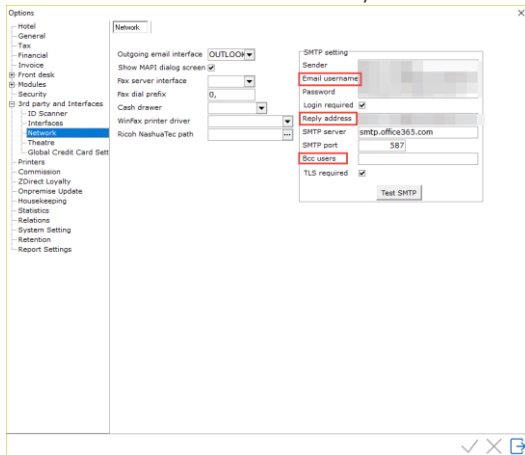 Options
Hotel
General
Tax
Financial
Invoice
Front desk
Modules
Security
3rd party and Interfaces
ID Scanner
Interfaces
Network
Theatre
Global Credit Card Sett
Printers
Commission
ZDirect Loyalty
Onpremise Update
Housekeeping
Statistics
Relations
System Setting
Retention
Report Settings
Network
Outgoing email interface OUTLOOK
Show MAPI dialog screen
Fax server interface
Fax dial prefix 0,
Cash drawer
WinFax printer driver
Ricoh NashuaTec path ...
SMTP setting
Sender
Email username
Password
Login required
Reply address
SMTP server smtp.office365.com
SMTP port 587
Bcc users
TLS required
Test SMTP